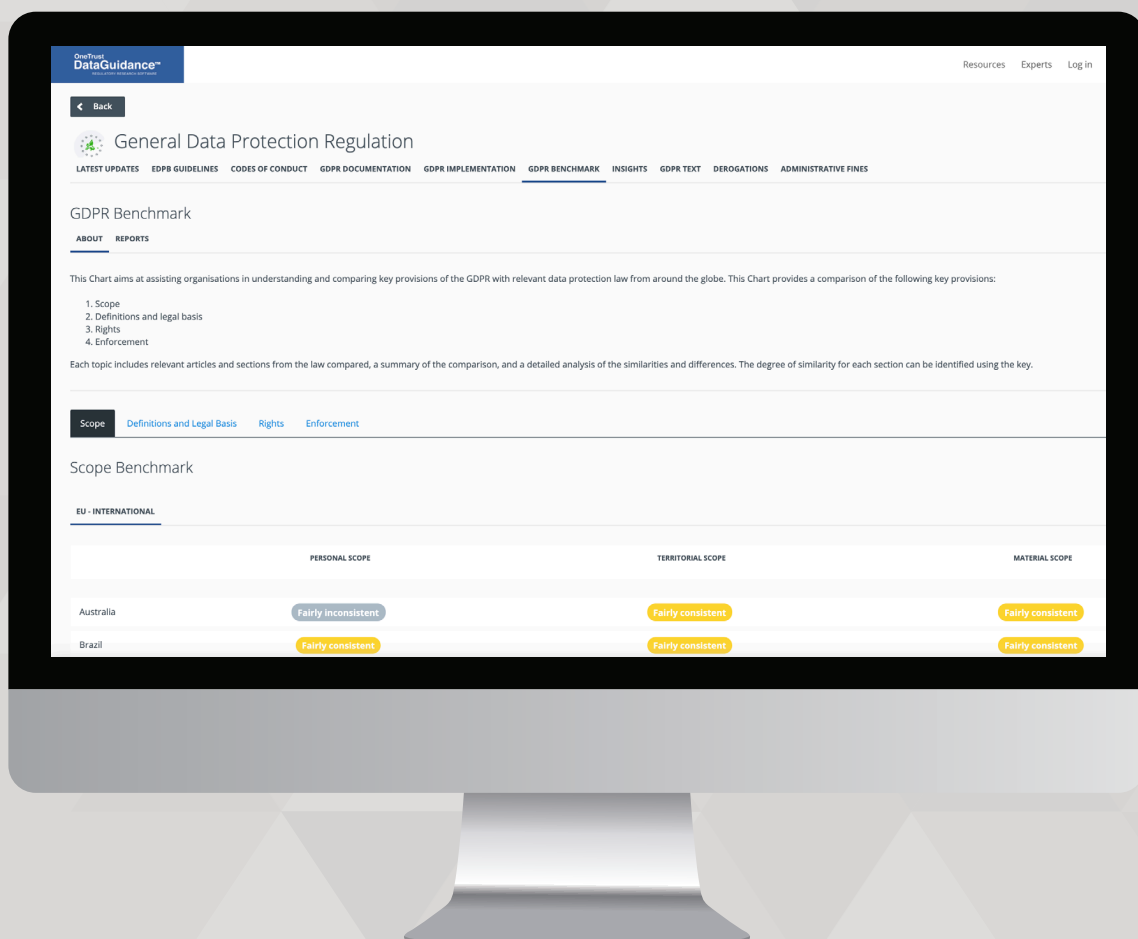 OneTrust
DataGuidance™
REGULATORY RESEARCH SOFTWARE
Resources Experts Log in
Back
General Data Protection Regulation
LATEST UPDATES EDPB GUIDELINES CODES OF CONDUCT GDPR DOCUMENTATION GDPR IMPLEMENTATION GDPR BENCHMARK INSIGHTS GDPR TEXT DEROGATIONS ADMINISTRATIVE FINES
GDPR Benchmark
ABOUT REPORTS
This Chart aims at assisting organisations in understanding and comparing key provisions of the GDPR with relevant data protection law from around the globe. This Chart provides a comparison of the following key provisions:
1. Scope
2. Definitions and legal basis
3. Rights
4. Enforcement
Each topic includes relevant articles and sections from the law compared, a summary of the comparison, and a detailed analysis of the similarities and differences. The degree of similarity for each section can be identified using the key.
Scope Definitions and Legal Basis Rights Enforcement
Scope Benchmark
EU - INTERNATIONAL
PERSONAL SCOPE TERRITORIAL SCOPE MATERIAL SCOPE
Australia Fairly inconsistent Fairly consistent Fairly consistent
Brazil Fairly consistent Fairly consistent Fairly consistent